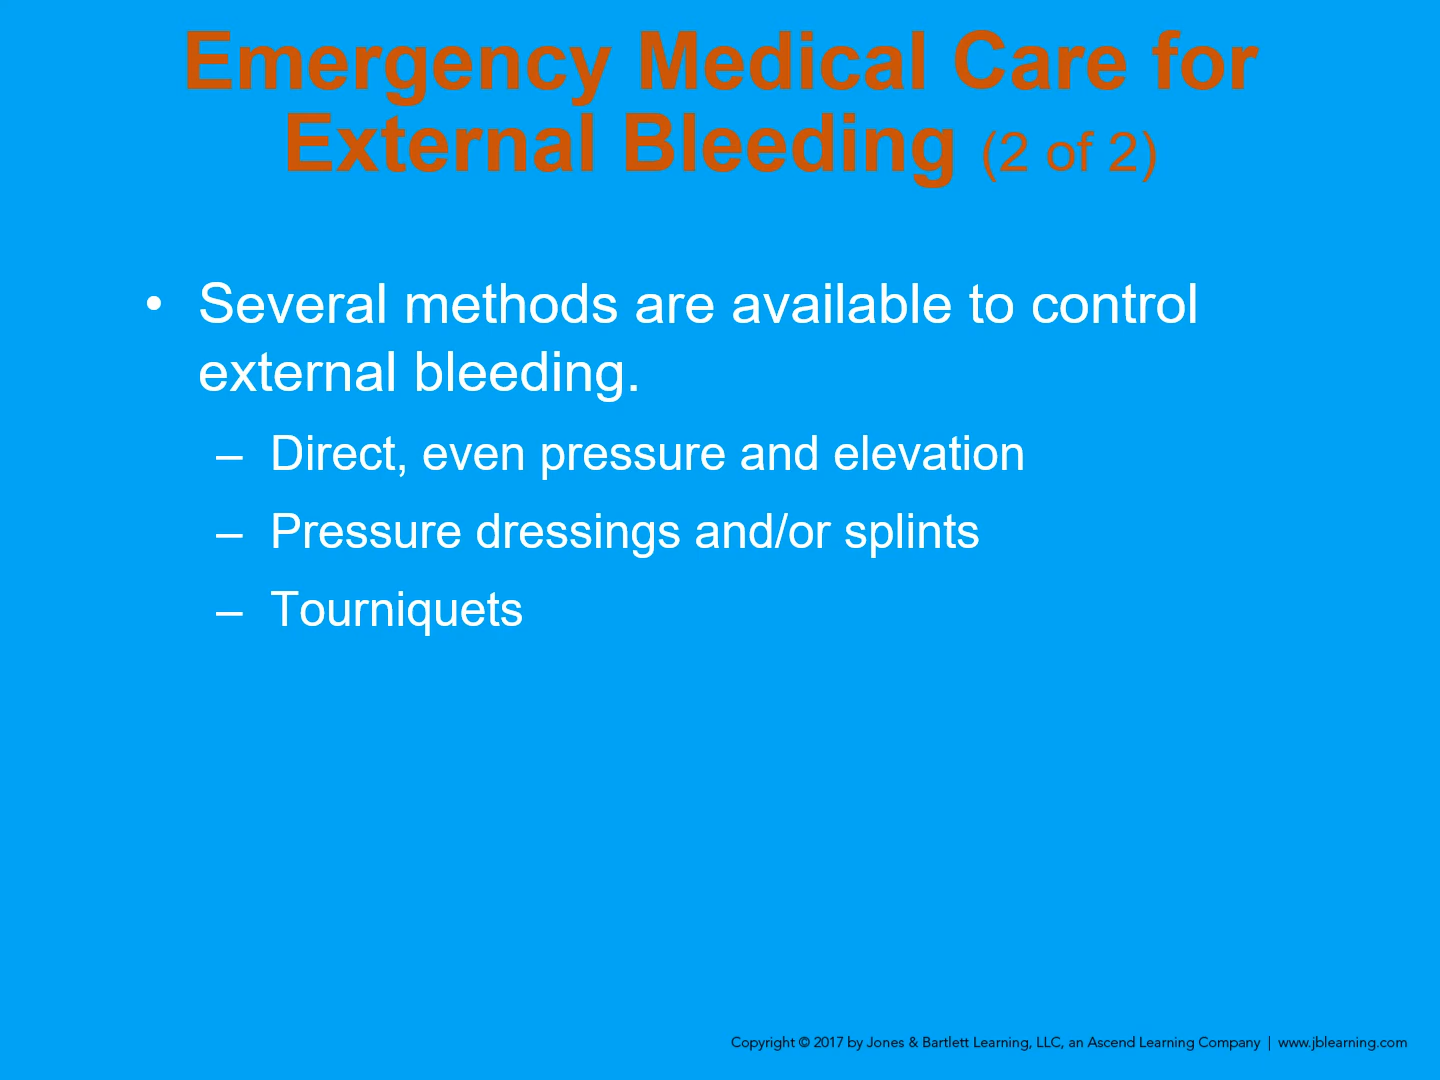 Emergency Medical Care for
External Bleeding (2 of 2)
• Several methods are available to control
external bleeding.
– Direct, even pressure and elevation
– Pressure dressings and/or splints
– Tourniquets
Copyright © 2017 by Jones & Bartlett Learning, LLC, an Ascend Learning Company | www.jblearning.com